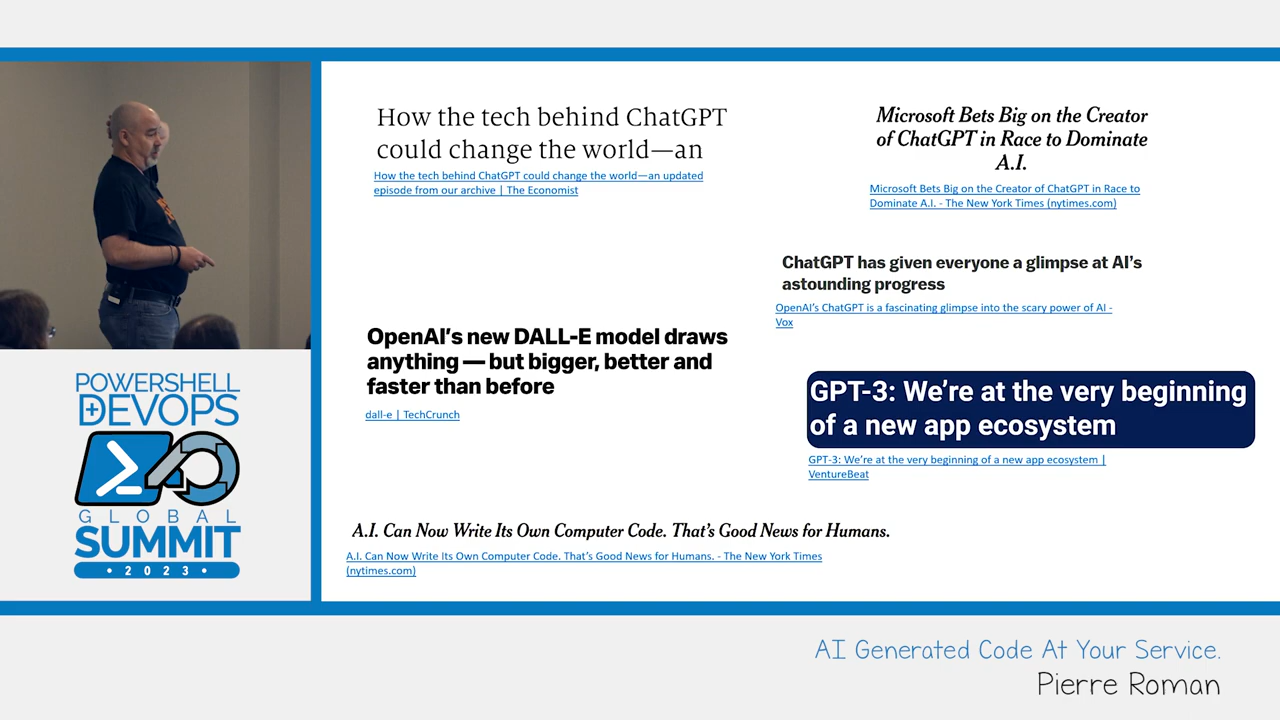 How the tech behind ChatGPT
could change the world—an
How the tech behind ChatGPT could change the world—an updated
episode from our archive | The Economist
Microsoft Bets Big on the Creator
of ChatGPT in Race to Dominate
A.I.
Microsoft Bets Big on the Creator of ChatGPT in Race to
Dominate A.I. - The New York Times (nytimes.com)
ChatGPT has given everyone a glimpse at AI's
astounding progress
OpenAI's ChatGPT is a fascinating glimpse into the scary power of AI -
Vox
OpenAI's new DALL-E model draws
anything — but bigger, better and
faster than before
dall-e | TechCrunch
GPT-3: We're at the very beginning
of a new app ecosystem
GPT-3: We're at the very beginning of a new app ecosystem |
VentureBeat
A.I. Can Now Write Its Own Computer Code. That's Good News for Humans.
A.I. Can Now Write Its Own Computer Code. That's Good News for Humans. - The New York Times
(nytimes.com)
POWERSHELL
+DEVOPS
GLOBAL
SUMMIT
• 2023 •
AI Generated Code At Your Service.
Pierre Roman